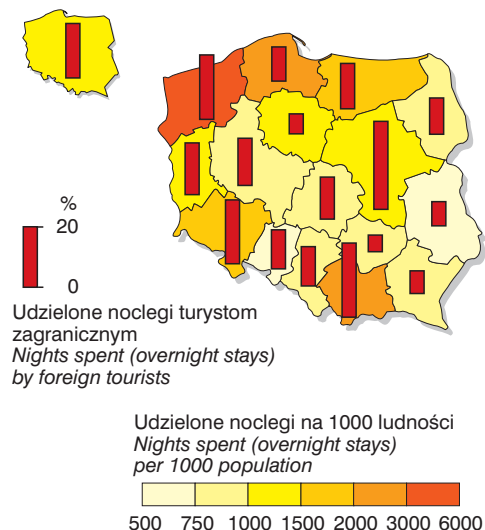 %
20
0
Udzielone noclegi turystom
zagranicznym
Nights spent (overnight stays)
by foreign tourists
Udzielone noclegi na 1000 ludności
Nights spent (overnight stays)
per 1000 population
500 750 1000 1500 2000 3000 6000